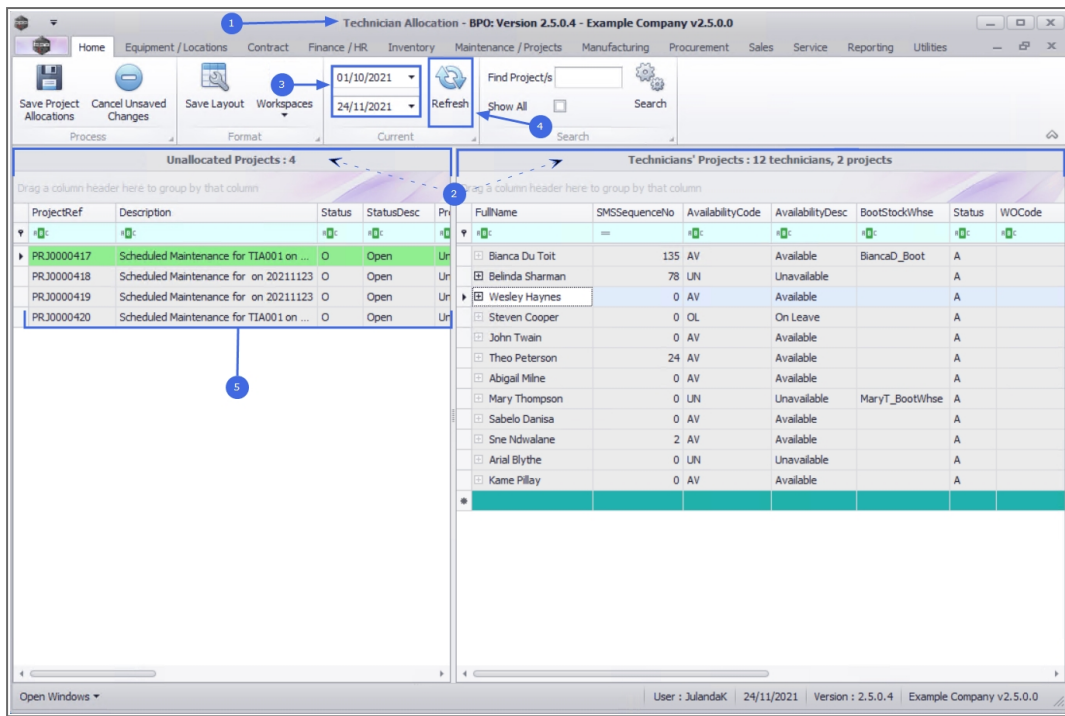 1
Technician Allocation - BPO: Version 2.5.0.4 - Example Company v2.5.0.0
Home Equipment / Locations Contract Finance / HR Inventory Maintenance / Projects Manufacturing Procurement Sales Service Reporting Utilities
Save Project Allocations
Cancel Unsaved Changes
Process
Save Layout
Workspaces
Format
3
01/10/2021
24/11/2021
Refresh
Current
4
Find Project/s
Show All
Search
Search
Unallocated Projects : 4
2
Technicians' Projects : 12 technicians, 2 projects
Drag a column header here to group by that column
Drag a column header here to group by that column
ProjectRef Description Status StatusDesc
PRJ0000417 Scheduled Maintenance for TIA001 on ... O Open
PRJ0000418 Scheduled Maintenance for on 20211123 O Open
PRJ0000419 Scheduled Maintenance for on 20211123 O Open
PRJ0000420 Scheduled Maintenance for TIA001 on ... O Open
5
FullName SMSSequenceNo AvailabilityCode AvailabilityDesc BootStockWhse Status WOCode
=
Bianca Du Toit 135 AV Available BiancaD_Boot A
Belinda Sharman 78 UN Unavailable A
Wesley Haynes 0 AV Available A
Steven Cooper 0 OL On Leave A
John Twain 0 AV Available A
Theo Peterson 24 AV Available A
Abigail Milne 0 AV Available A
Mary Thompson 0 UN Unavailable MaryT_BootWhse A
Sabelo Danisa 0 AV Available A
Sne Ndwalane 2 AV Available A
Arial Blythe 0 UN Unavailable A
Kame Pillay 0 AV Available A
Open Windows
User : JulandaK 24/11/2021 Version : 2.5.0.4 Example Company v2.5.0.0